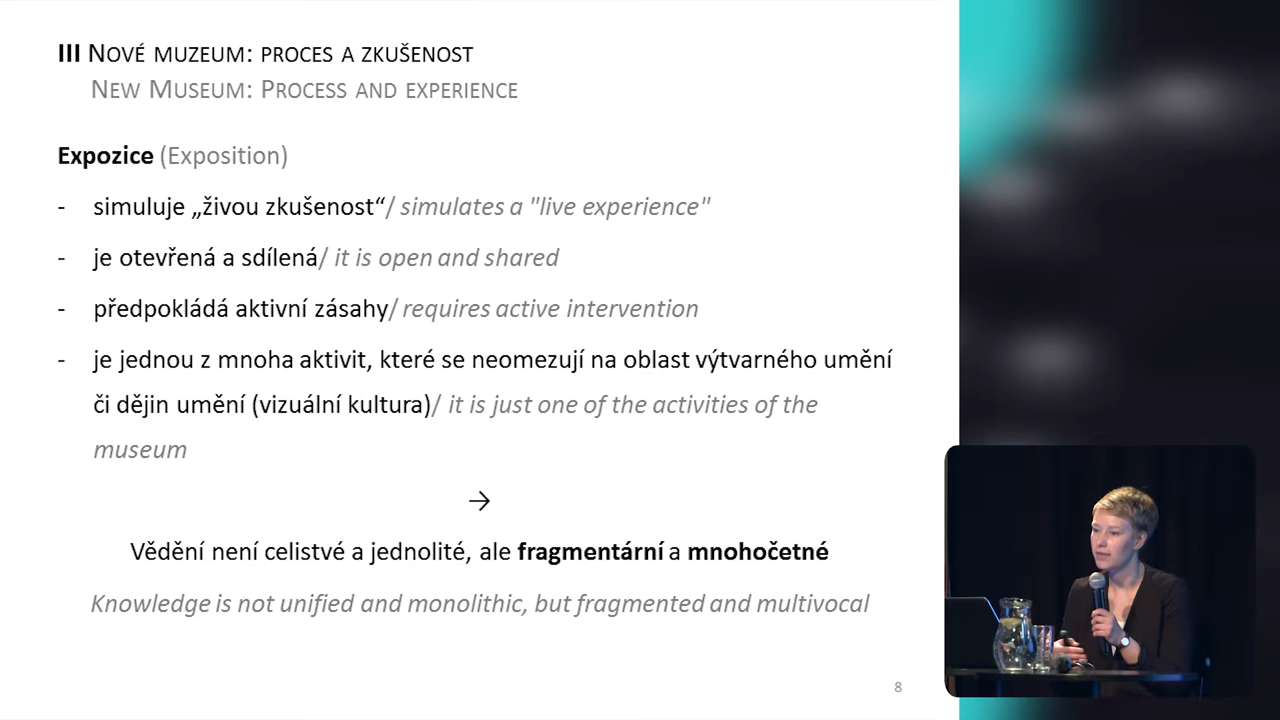 III NOVÉ MUZEUM: PROCES A ZKUŠENOST
NEW MUSEUM: PROCESS AND EXPERIENCE
Expozice (Exposition)
- simuluje „živou zkušenost“/ simulates a "live experience"
- je otevřená a sdílená/ it is open and shared
- předpokládá aktivní zásahy/ requires active intervention
- je jednou z mnoha aktivit, které se neomezují na oblast výtvarného umění
či dějin umění (vizuální kultura)/ it is just one of the activities of the
museum
→
Vědění není celistvé a jednolité, ale fragmentární a mnohočetné
Knowledge is not unified and monolithic, but fragmented and multivocal
8